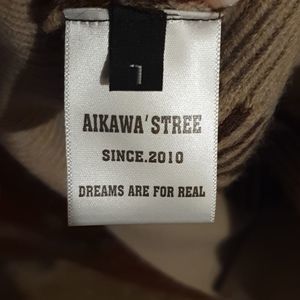 L
AIKAWA'STREE
SINCE.2010
DREAMS ARE FOR REAL